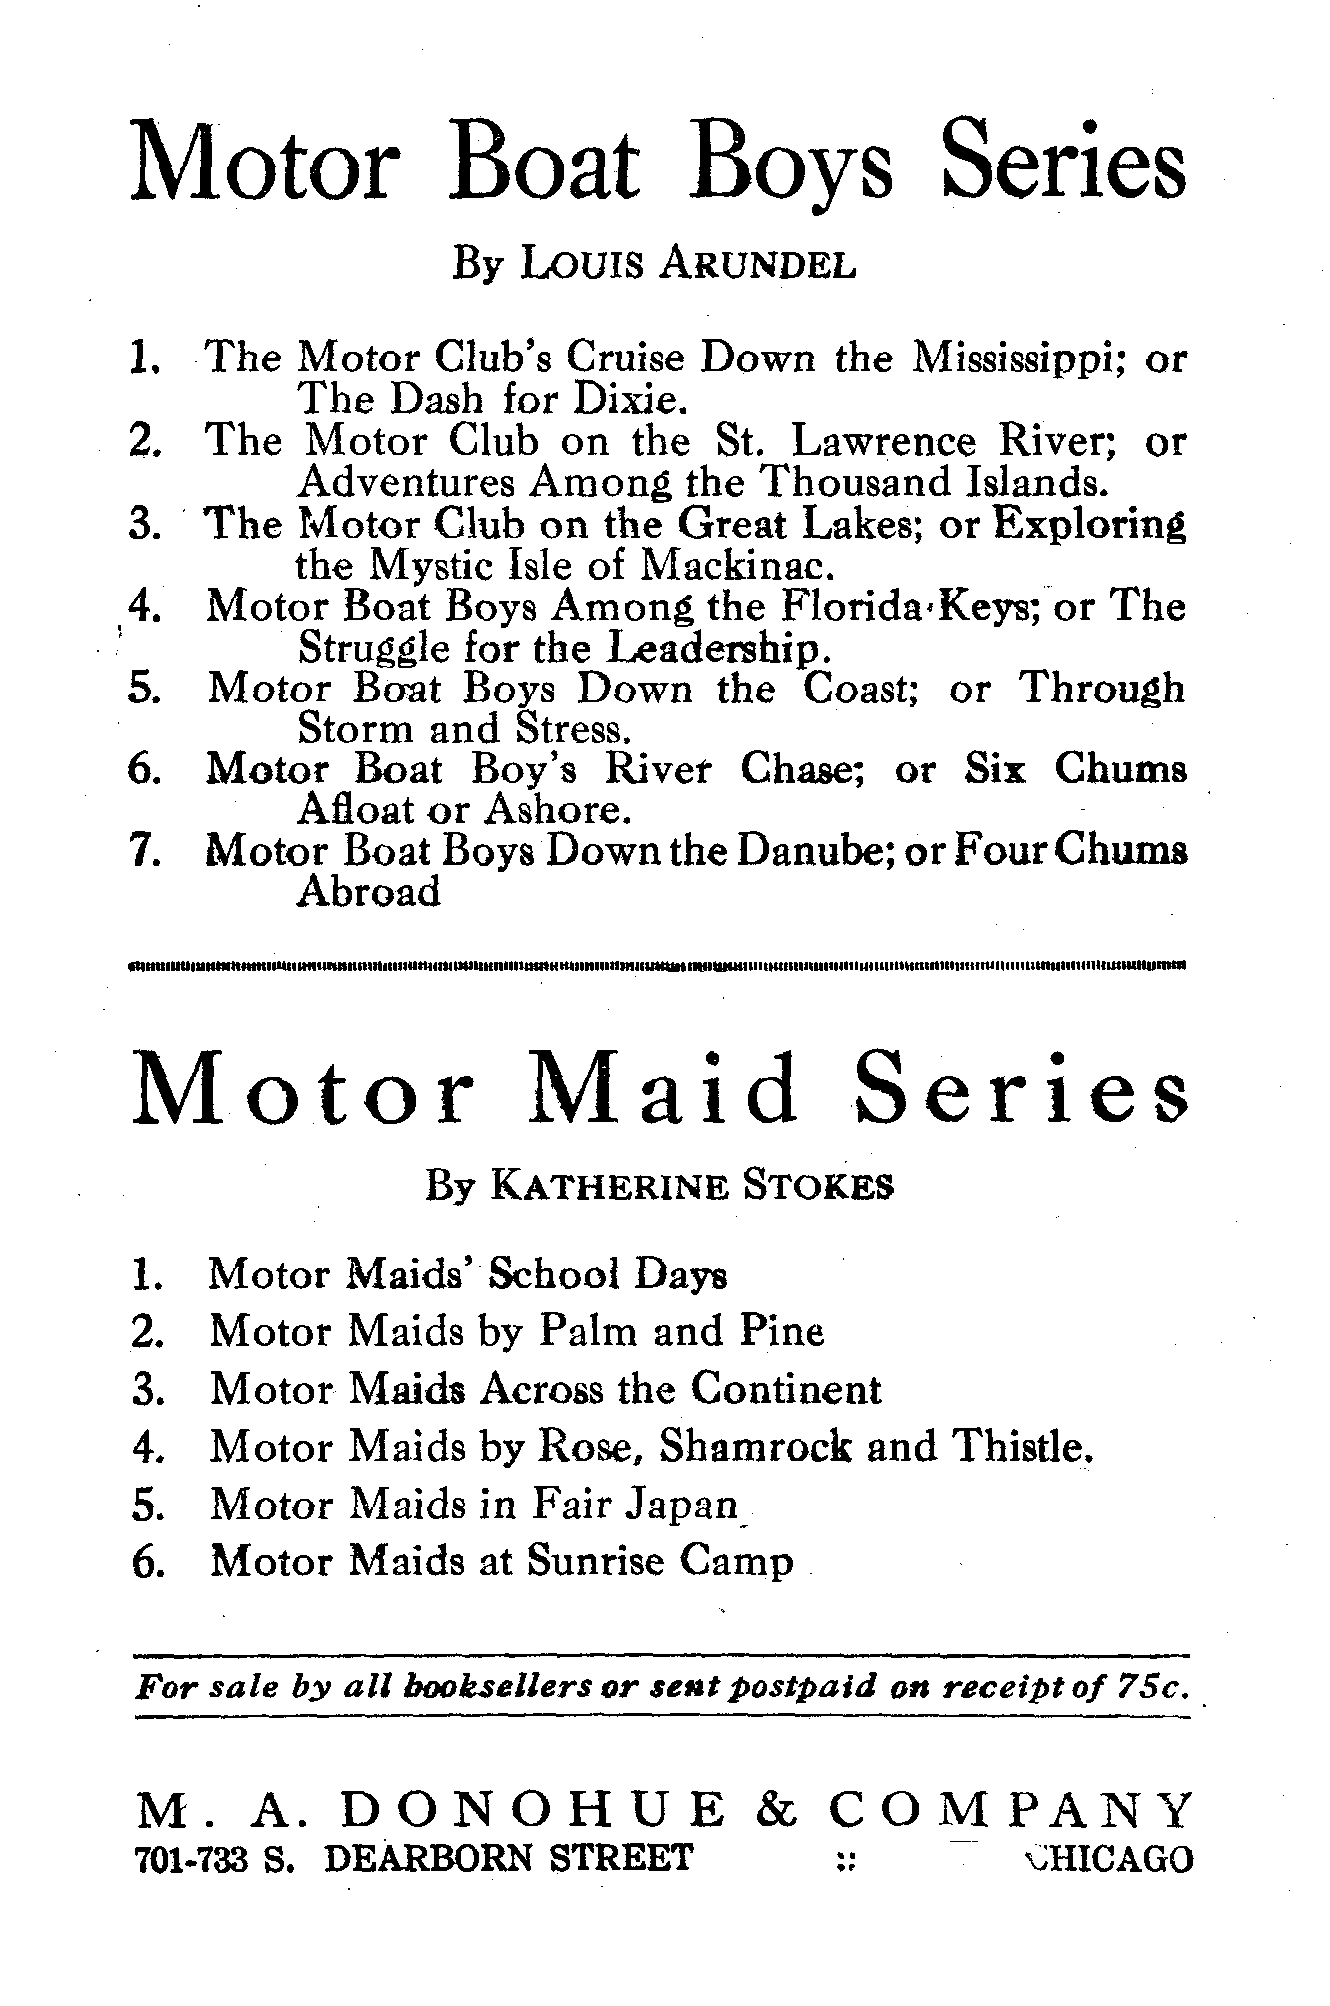 Motor Boat Boys Series
By LOUIS ARUNDEL
1. The Motor Club's Cruise Down the Mississippi; or
The Dash for Dixie.
2. The Motor Club on the St. Lawrence River; or
Adventures Among the Thousand Islands.
3. The Motor Club on the Great Lakes; or Exploring
the Mystic Isle of Mackinac.
4. Motor Boat Boys Among the Florida Keys; or The
Struggle for the Leadership.
5. Motor Boat Boys Down the Coast; or Through
Storm and Stress.
6. Motor Boat Boy's River Chase; or Six Chums
Afloat or Ashore.
7. Motor Boat Boys Down the Danube; or Four Chums
Abroad
Motor Maid Series
By KATHERINE STOKES
1. Motor Maids' School Days
2. Motor Maids by Palm and Pine
3. Motor Maids Across the Continent
4. Motor Maids by Rose, Shamrock and Thistle.
5. Motor Maids in Fair Japan
6. Motor Maids at Sunrise Camp
For sale by all booksellers or sent postpaid on receipt of 75c.
M. A. DONOHUE & COMPANY
701-733 S. DEARBORN STREET :: CHICAGO